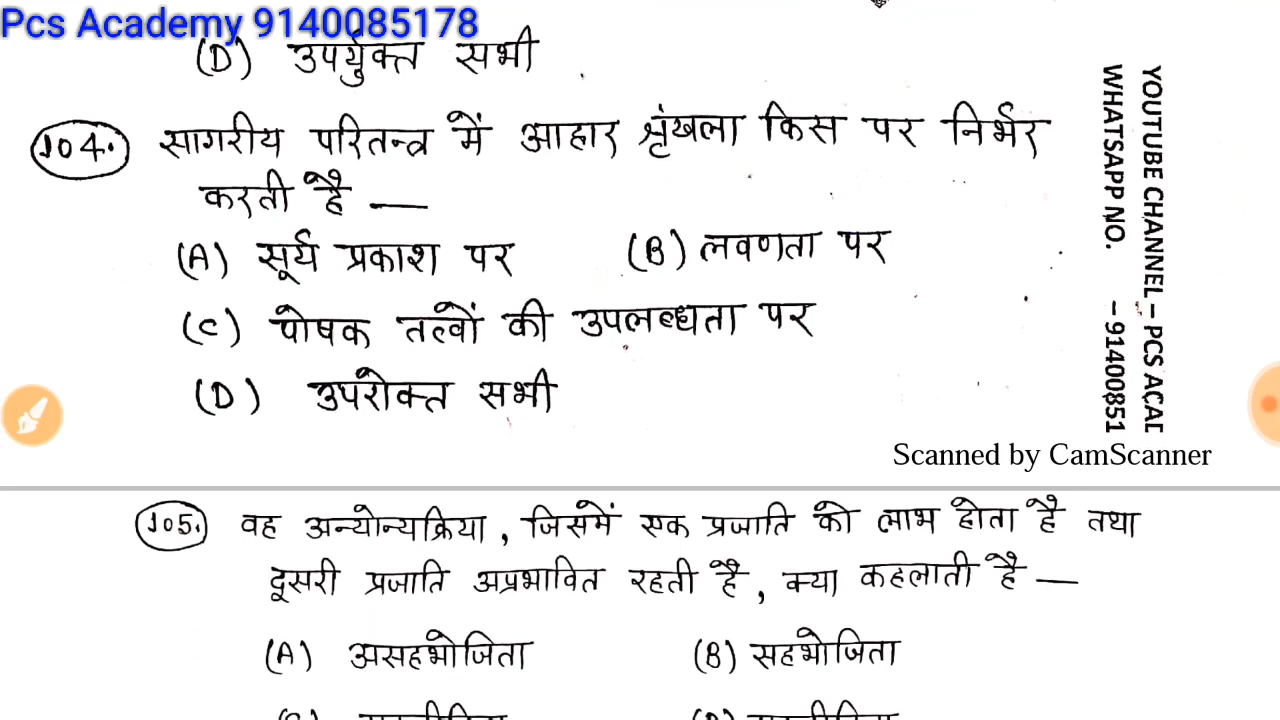 Pcs Academy 9140085178
(D) उपर्युक्त सभी
104. सागरीय परितन्त्र में आहार श्रृंखला किस पर निर्भर
करती है —
(A) सूर्य प्रकाश पर (B) लवणता पर
(C) पोषक तत्वों की उपलब्धता पर
(D) उपरोक्त सभी
YOUTUBE CHANNEL – PCS ACAD
WHATSAPP NO. – 91400851
Scanned by CamScanner
105. वह अन्योन्यक्रिया, जिसमें एक प्रजाति को लाभ होता है तथा
दूसरी प्रजाति अप्रभावित रहती है, क्या कहलाती है —
(A) असहभोजिता (B) सहभोजिता